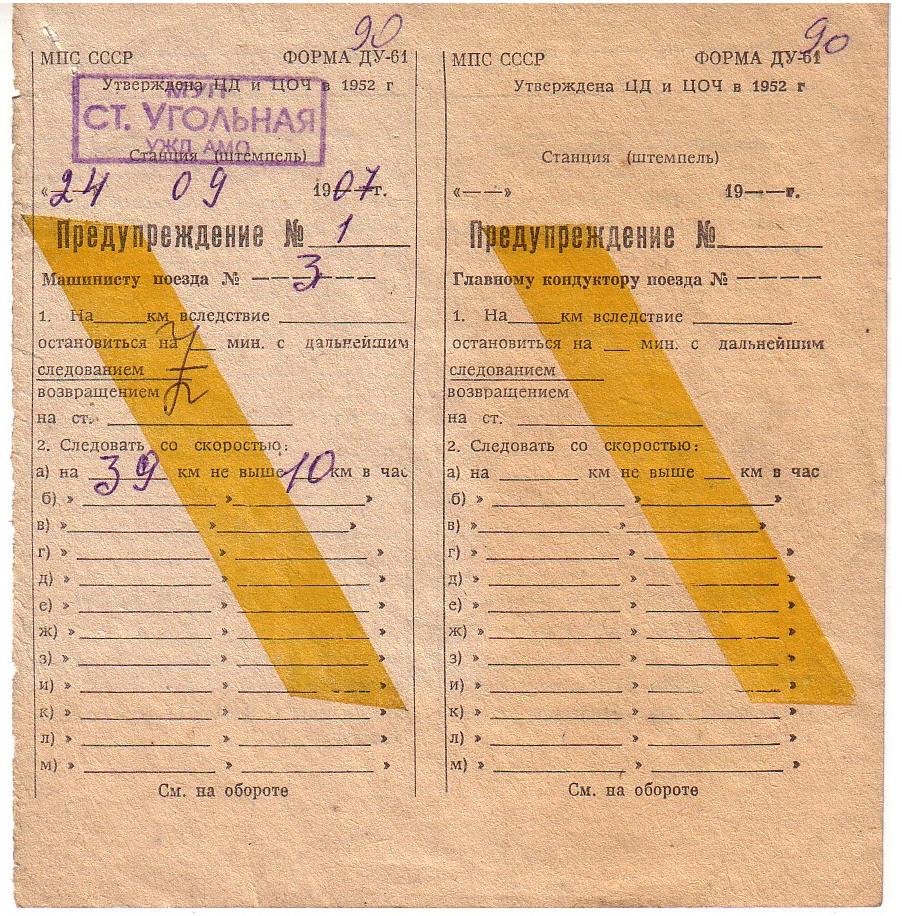 90
МПС СССР ФОРМА ДУ-61
Утверждена ЦД и ЦОЧ в 1952 г
МУП
СТ. УГОЛЬНАЯ
УЖД АМО
Станция (штемпель)
«24 09 1907г.
Предупреждение № 1
Машинисту поезда № 3
1. На км вследствие
остановиться на мин. с дальнейшим
следованием
возвращением
на ст.
2. Следовать со скоростью:
а) на 39 км не выше 10 км в час
б) » » »
в) » » »
г) » » »
д) » » »
е) » » »
ж) » » »
з) » » »
и) » » »
к) » » »
л) » » »
м) » » »
См. на обороте
90
МПС СССР ФОРМА ДУ-61
Утверждена ЦД и ЦОЧ в 1952 г
Станция (штемпель)
«——» 19——г.
Предупреждение №
Главному кондуктору поезда № ————
1. На км вследствие
остановиться на мин. с дальнейшим
следованием
возвращением
на ст.
2. Следовать со скоростью:
а) на км не выше км в час
б) » » »
в) » » »
г) » » »
д) » » »
е) » » »
ж) » » »
з) » » »
и) » » »
к) » » »
л) » » »
м) » » »
См. на обороте